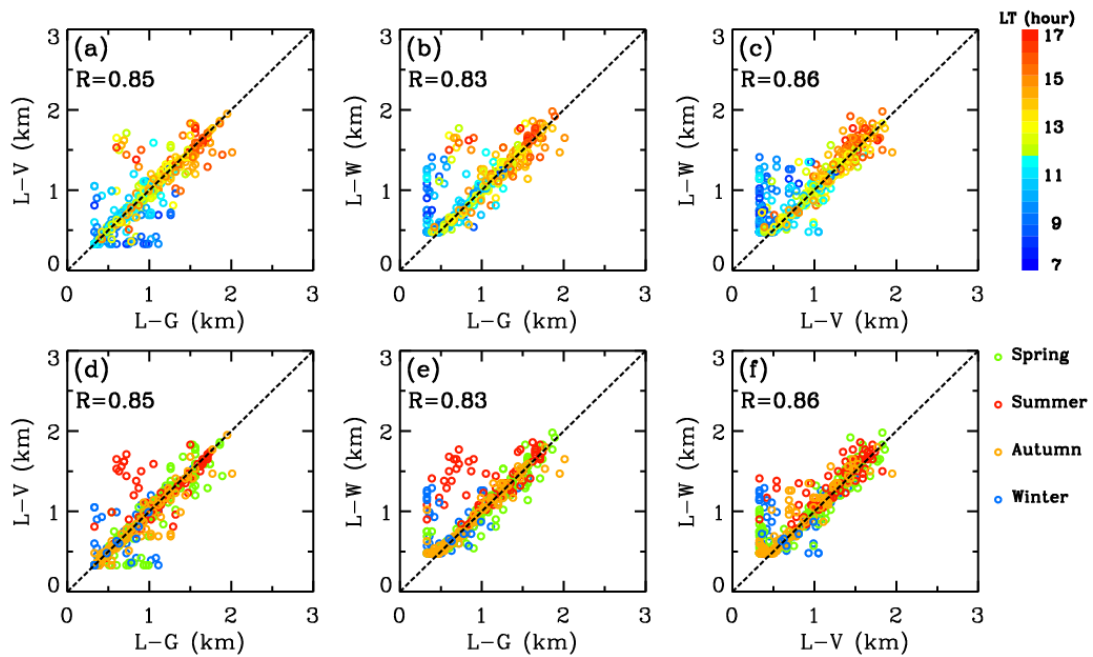 LT (hour)
(a)
R=0.85
(b)
R=0.83
(c)
R=0.86
17
15
13
11
9
7
3
2
1
0
L-V (km)
0 1 2 3
L-G (km)
3
2
1
0
L-W (km)
0 1 2 3
L-G (km)
3
2
1
0
L-W (km)
0 1 2 3
L-V (km)
(d)
R=0.85
(e)
R=0.83
(f)
R=0.86
3
2
1
0
L-V (km)
0 1 2 3
L-G (km)
3
2
1
0
L-W (km)
0 1 2 3
L-G (km)
3
2
1
0
L-W (km)
0 1 2 3
L-V (km)
Spring
Summer
Autumn
Winter